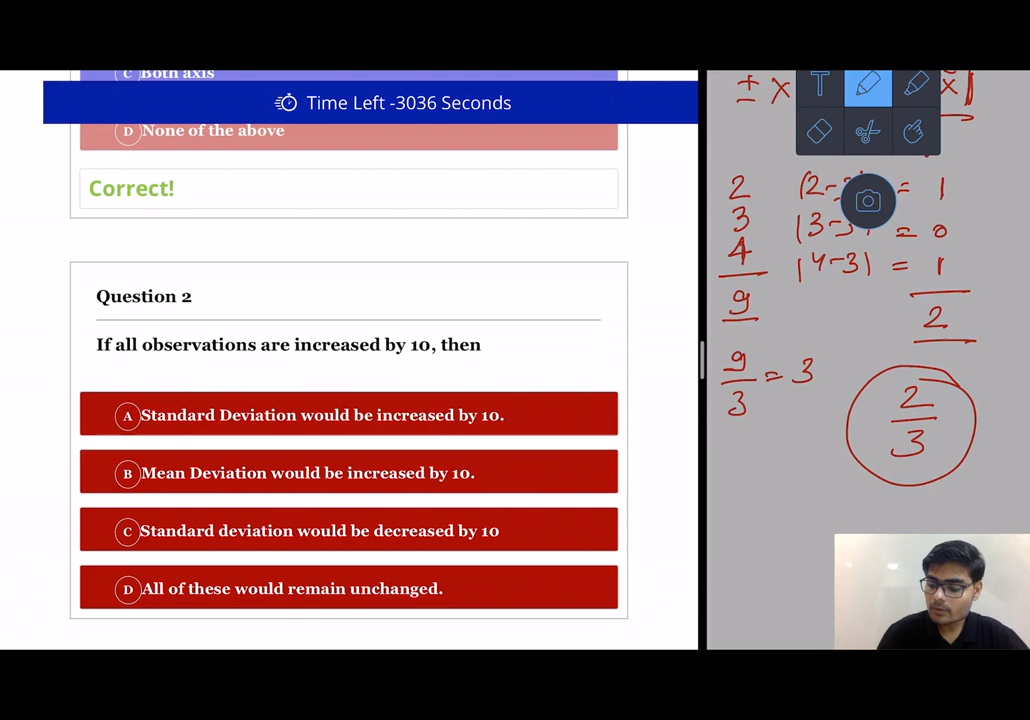 C Both axis
Time Left -3036 Seconds
D None of the above
Correct!
Question 2
If all observations are increased by 10, then
A Standard Deviation would be increased by 10.
B Mean Deviation would be increased by 10.
C Standard deviation would be decreased by 10
D All of these would remain unchanged.
± x
x|
T
2 |2- = 1
3 |3-3| = 0
4 |4-3| = 1
9 2
9/3 = 3
2/3